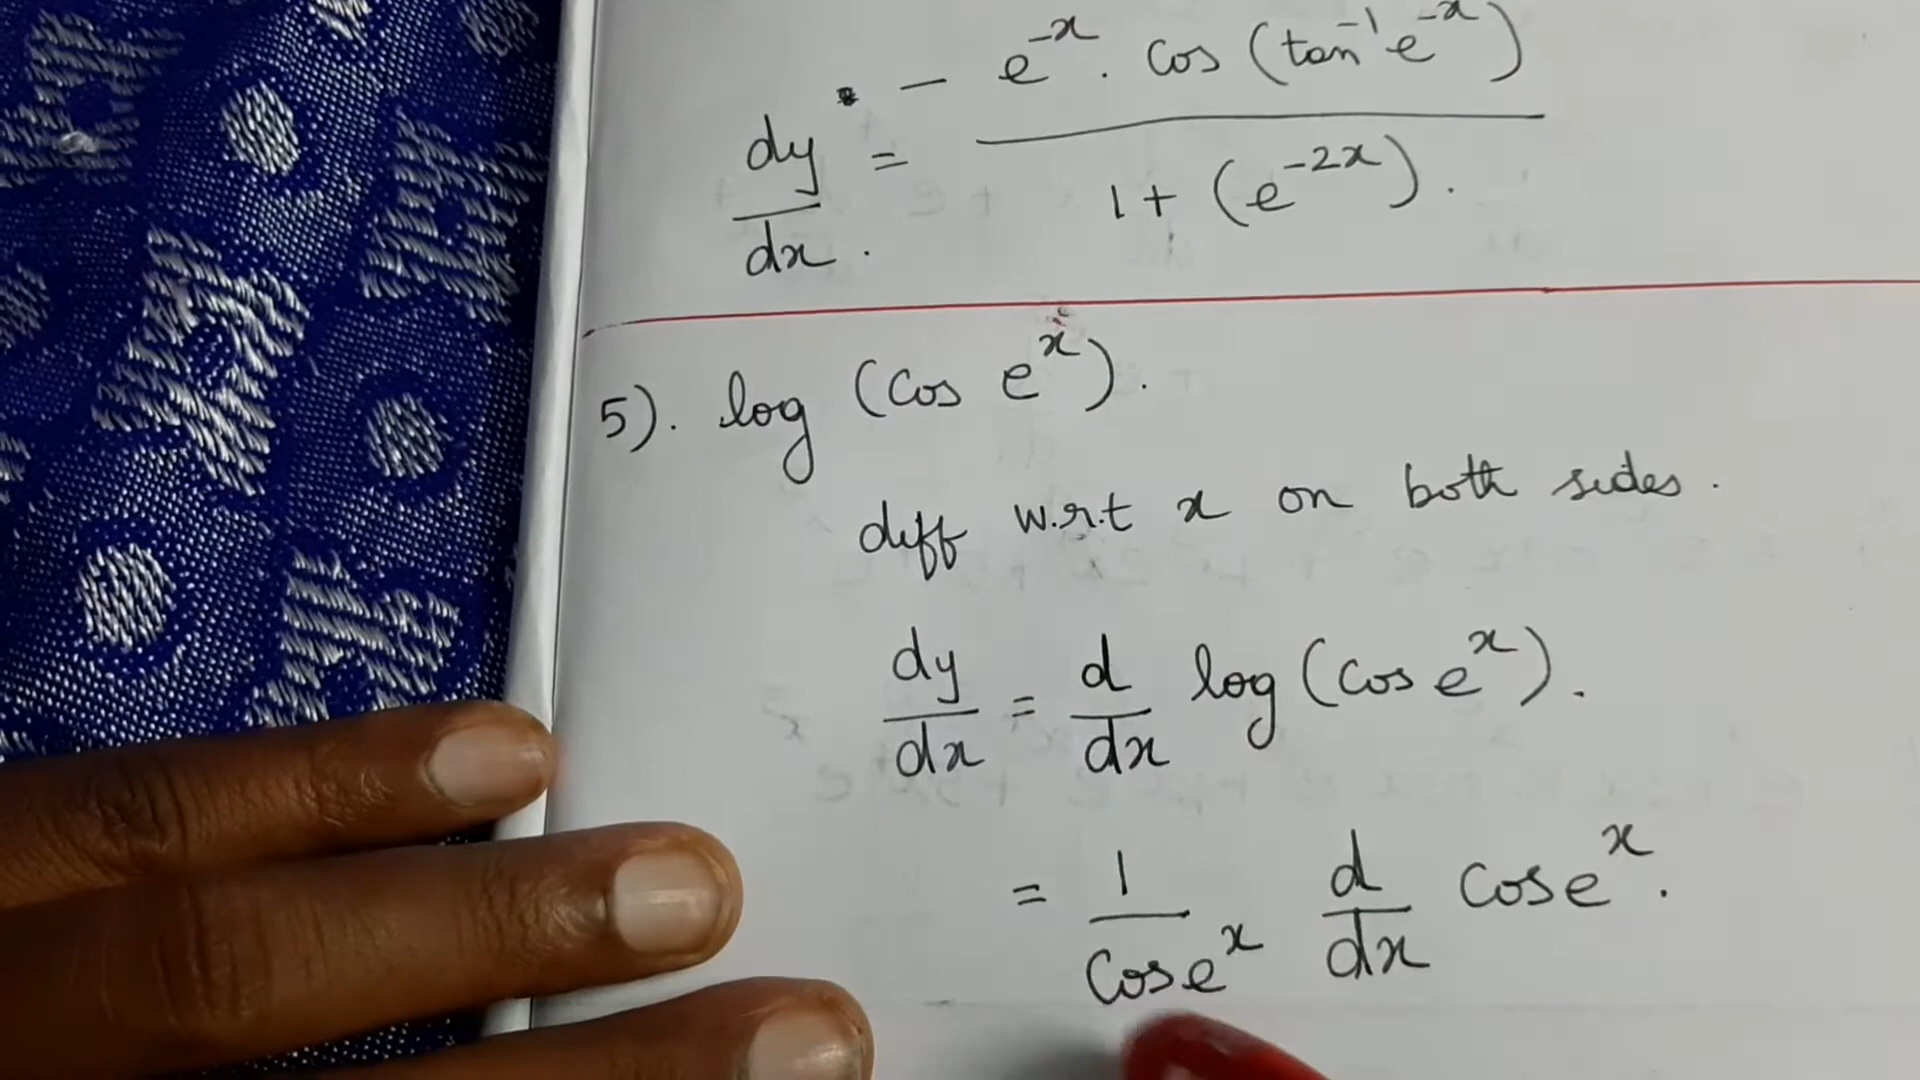 dy/dx = - e^-x . cos (tan^-1 e^-x) / 1 + (e^-2x).
5). log (cos e^x).
diff w.r.t x on both sides.
dy/dx = d/dx log (cos e^x).
= 1/cos e^x d/dx cos e^x.